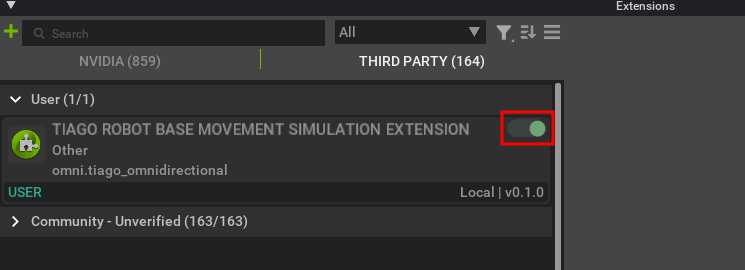 Extensions
Search
All
NVIDIA (859)
THIRD PARTY (164)
User (1/1)
TIAGO ROBOT BASE MOVEMENT SIMULATION EXTENSION
Other
omni.tiago_omnidirectional
USER
Local | v0.1.0
Community - Unverified (163/163)